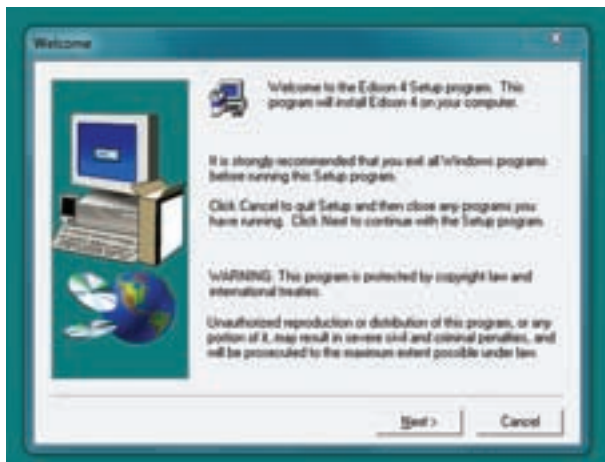 Welcome
Welcome to the Edison 4 Setup program. This
program will install Edison 4 on your computer.
It is strongly recommended that you exit all Windows programs
before running this Setup program.
Click Cancel to quit Setup and then close any programs you
have running. Click Next to continue with the Setup program.
WARNING: This program is protected by copyright law and
international treaties.
Unauthorized reproduction or distribution of this program, or any
portion of it, may result in severe civil and criminal penalties, and
will be prosecuted to the maximum extent possible under law.
Next >
Cancel